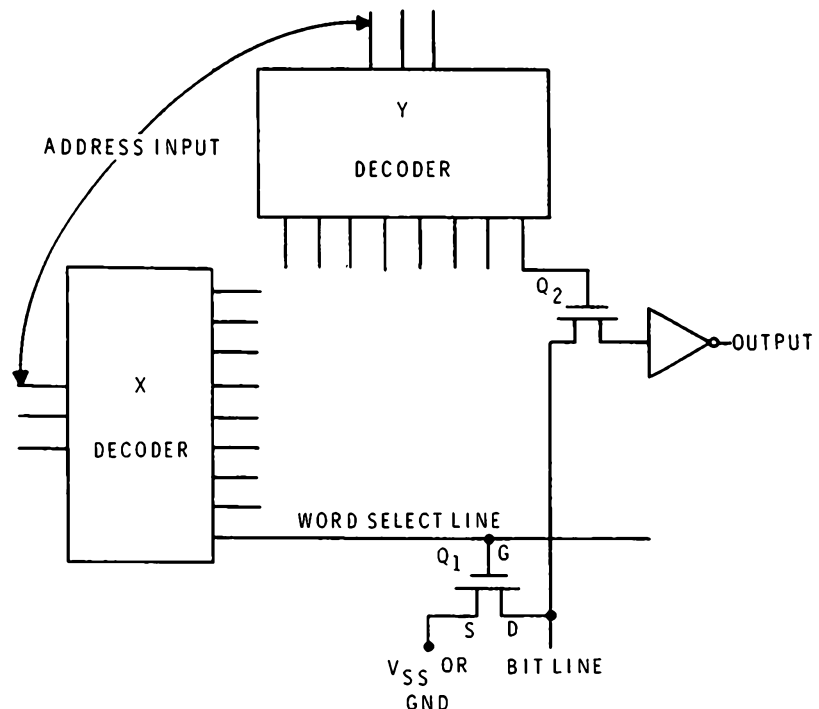 Y
DECODER
ADDRESS INPUT
Q2
OUTPUT
X
DECODER
WORD SELECT LINE
Q1
G
S
D
VSS OR
GND
BIT LINE